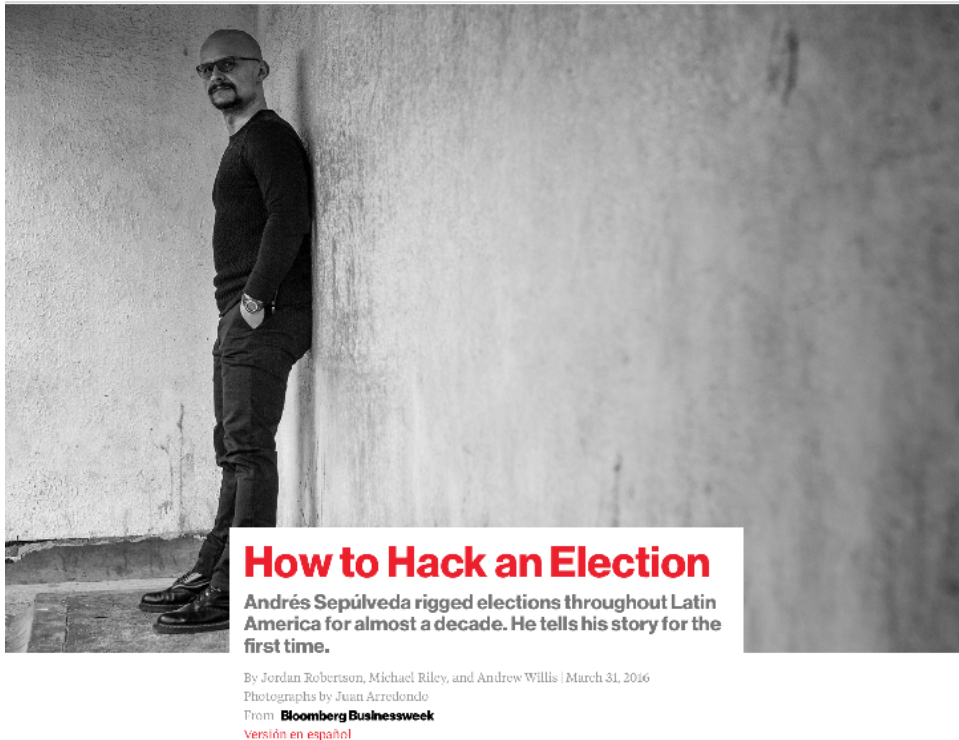 How to Hack an Election
Andrés Sepúlveda rigged elections throughout Latin
America for almost a decade. He tells his story for the
first time.
By Jordan Robertson, Michael Riley, and Andrew Willis | March 31, 2016
Photographs by Juan Arredondo
From Bloomberg Businessweek
Versión en español